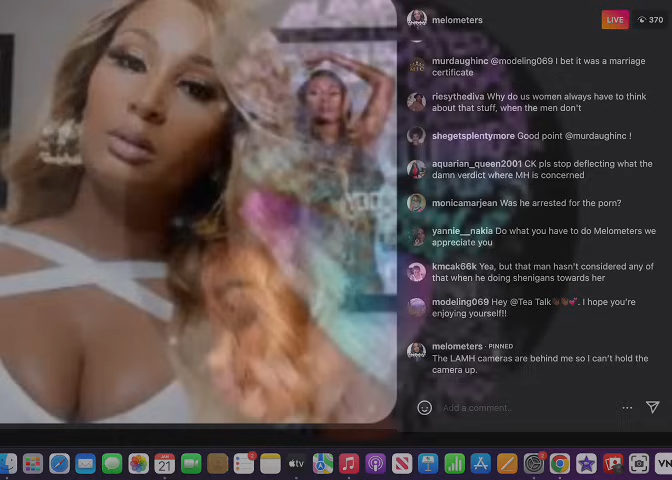 melometers
LIVE
370
murdaughinc @modeling069 I bet it was a marriage
certificate
riesythediva Why do us women always have to think
about that stuff, when the men don't
shegetsplentymore Good point @murdaughinc !
aquarian_queen2001 CK pls stop deflecting what the
damn verdict where MH is concerned
monicamarjean Was he arrested for the porn?
yannie__nakia Do what you have to do Melometers we
appreciate you
kmcak66k Yea, but that man hasn't considered any of
that when he doing shenigans towards her
modeling069 Hey @Tea Talk👏🏾👏🏾💕. I hope you're
enjoying yourself!!
melometers · PINNED
The LAMH cameras are behind me so I can't hold the
camera up.
Add a comment...
JAN
21
tv